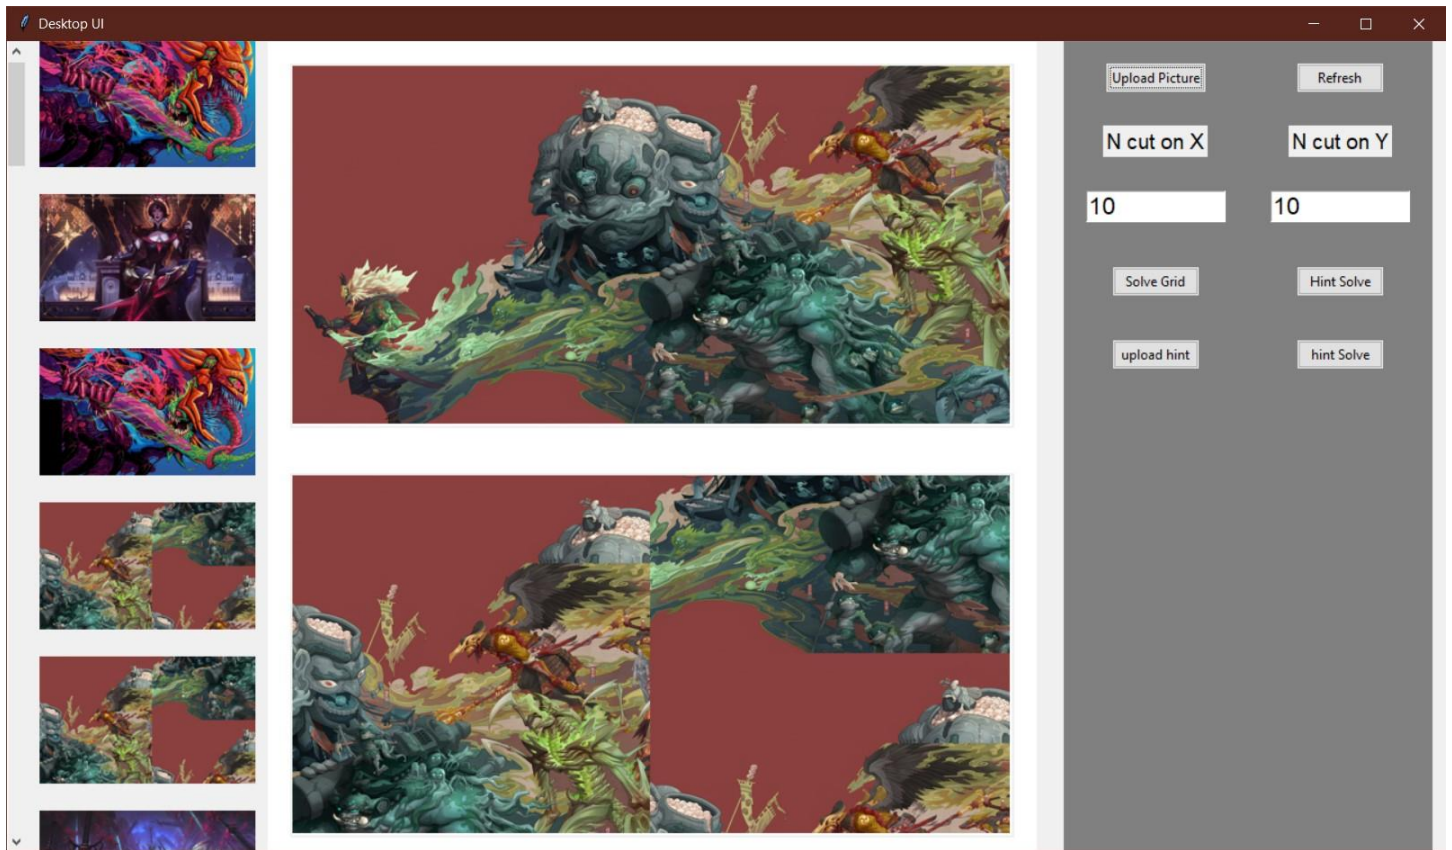 Desktop UI
Upload Picture Refresh
N cut on X N cut on Y
10 10
Solve Grid Hint Solve
upload hint hint Solve